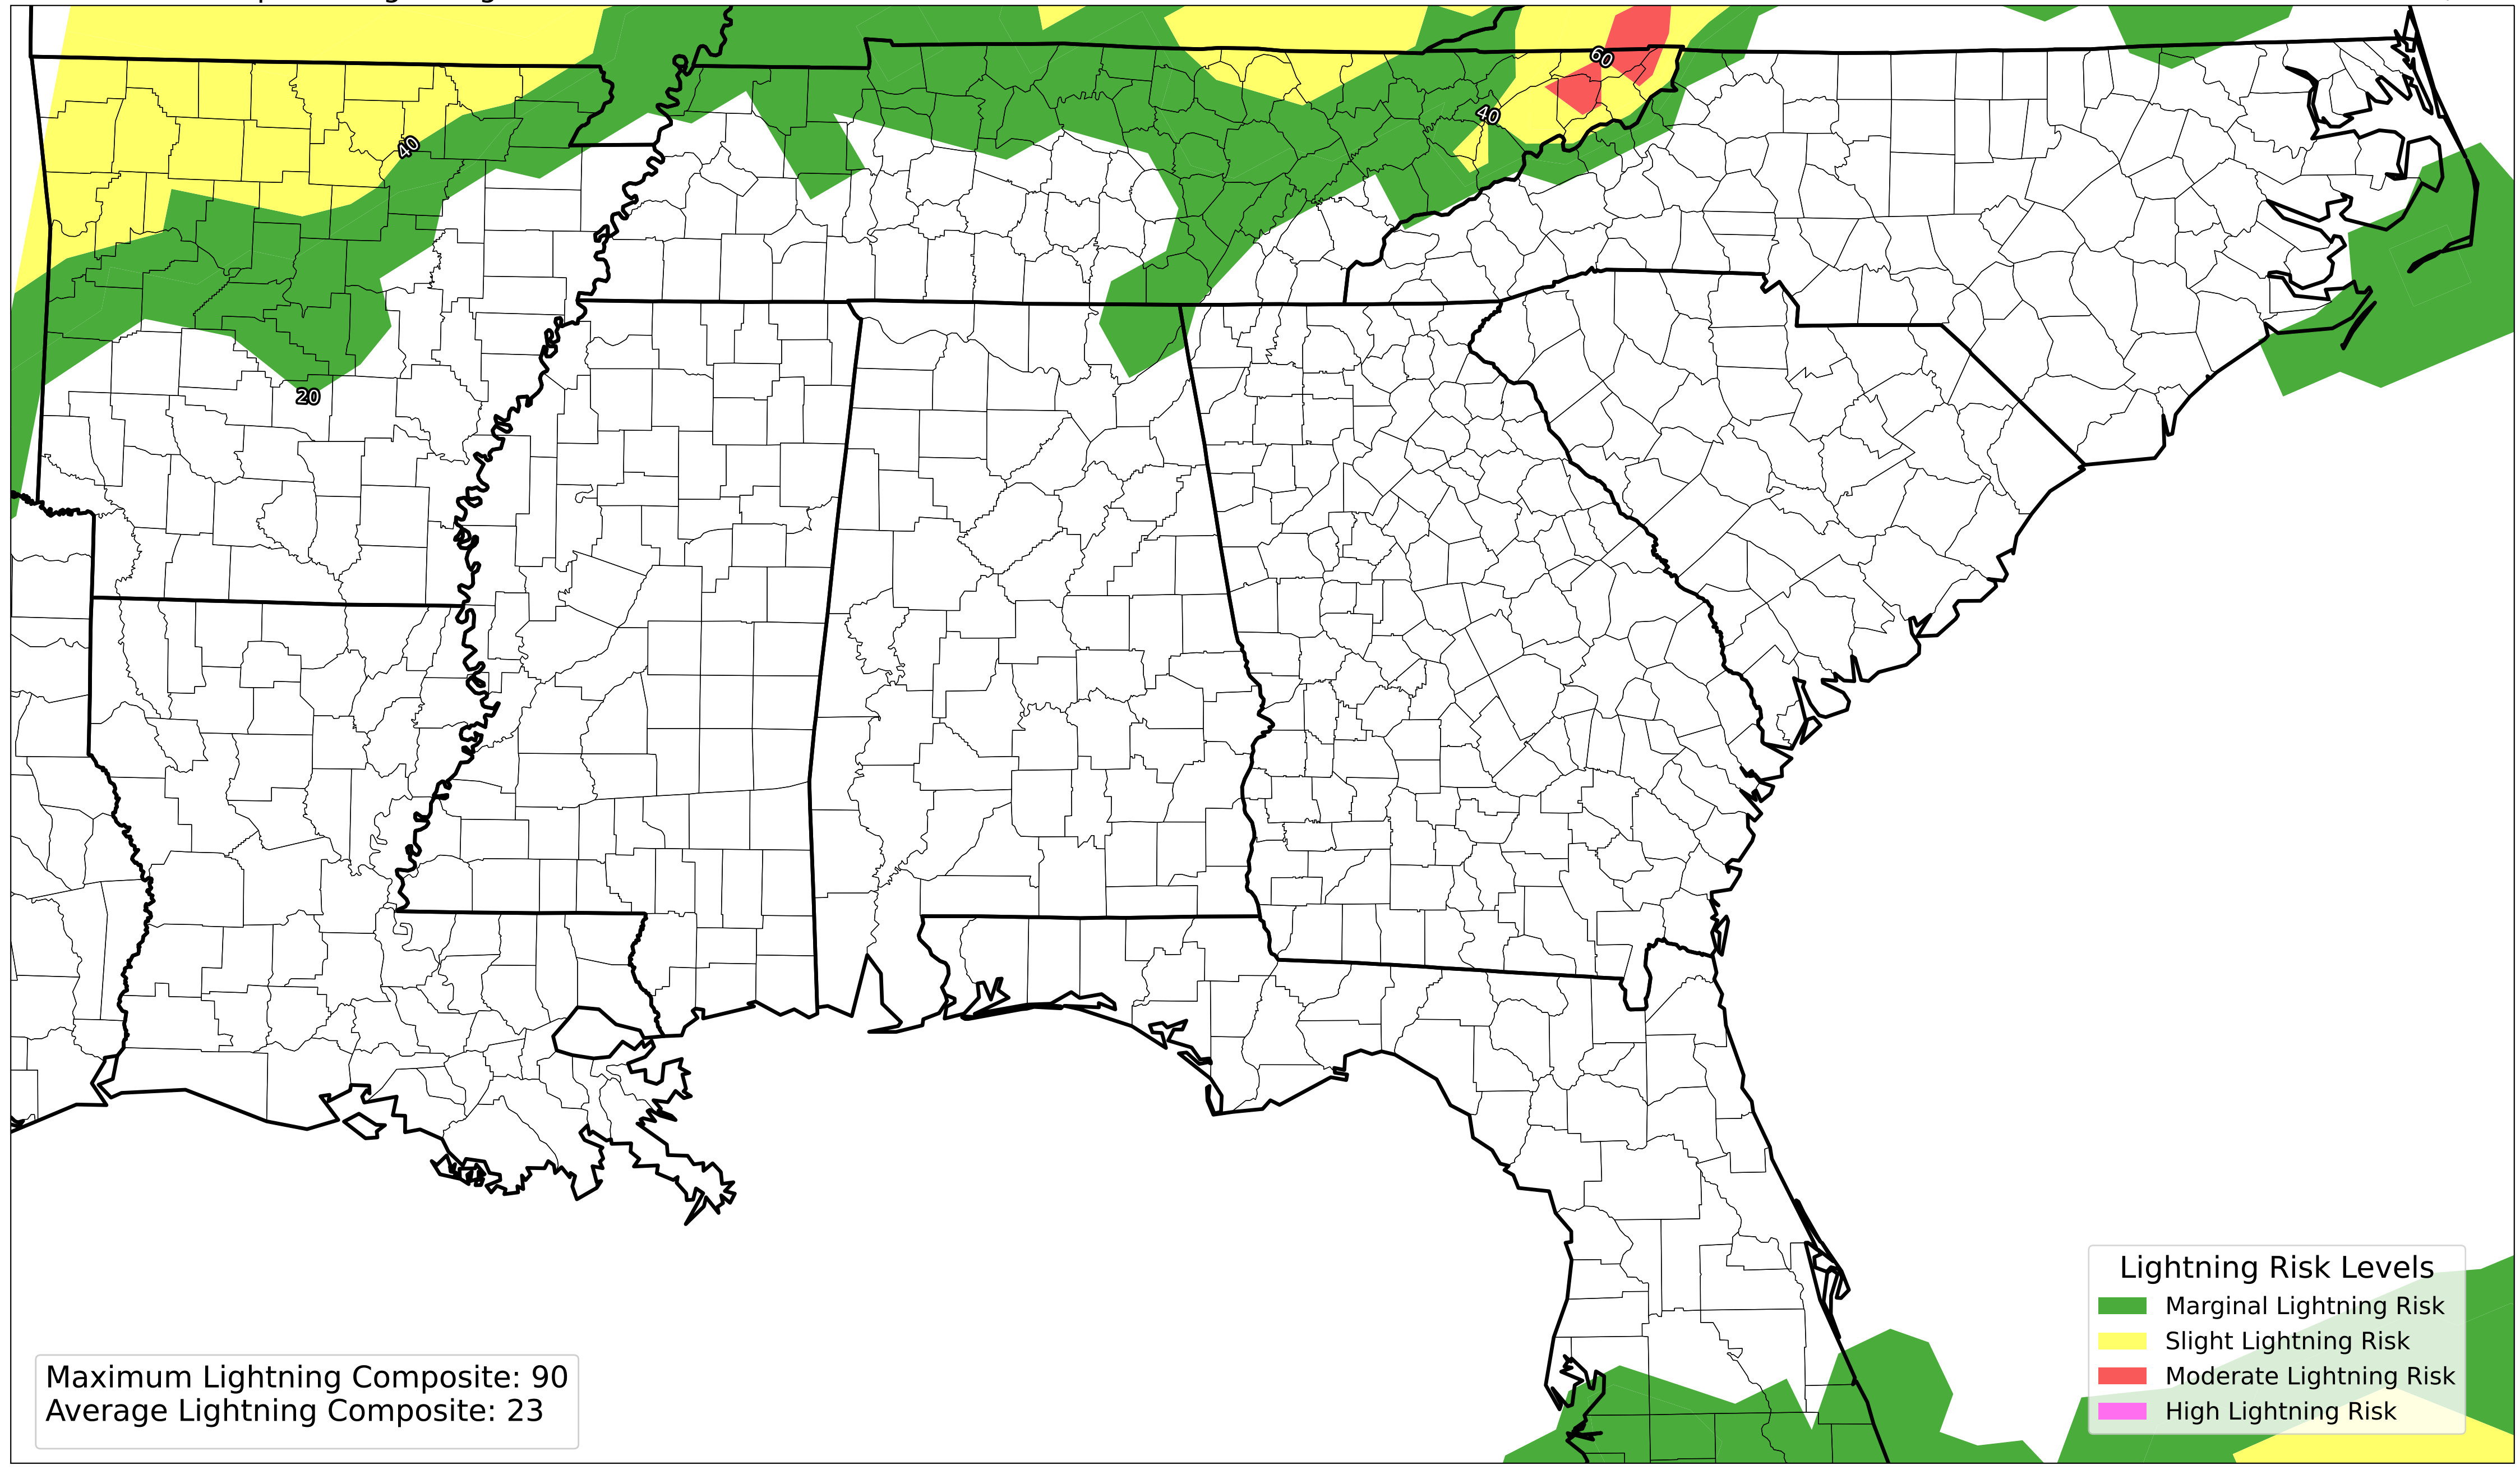 60
40
40
20
Lightning Risk Levels
Marginal Lightning Risk
Slight Lightning Risk
Moderate Lightning Risk
High Lightning Risk
Maximum Lightning Composite: 90
Average Lightning Composite: 23